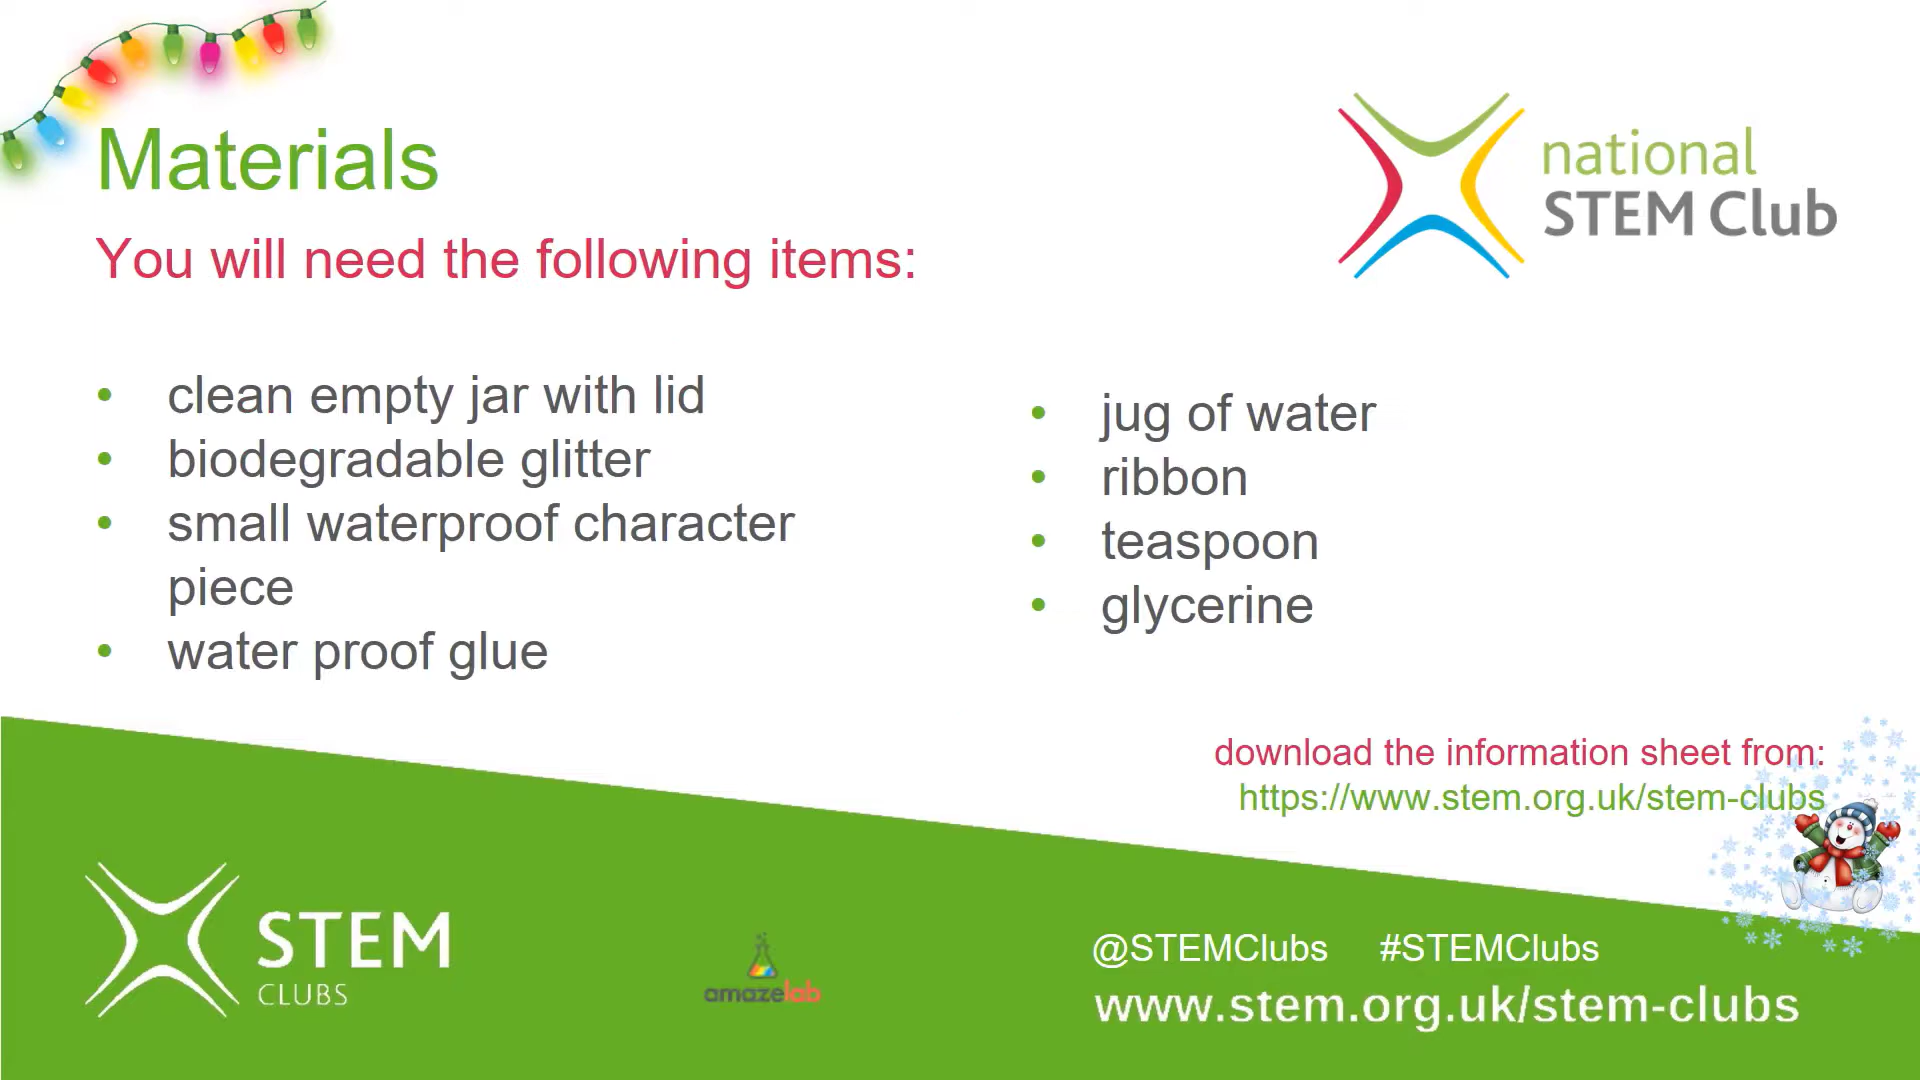 Materials
national
STEM Club
You will need the following items:
• clean empty jar with lid
• biodegradable glitter
• small waterproof character
piece
• water proof glue
• jug of water
• ribbon
• teaspoon
• glycerine
download the information sheet from:
https://www.stem.org.uk/stem-clubs
STEM
CLUBS
amazelab
@STEMClubs #STEMClubs
www.stem.org.uk/stem-clubs